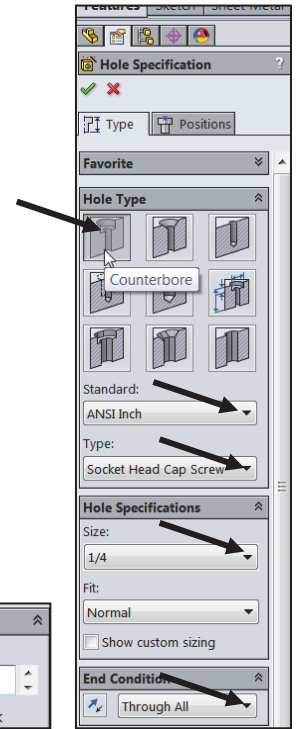 Features Sketch Sheet Metal
Hole Specification ?
Type Positions
Favorite
Hole Type
Counterbore
Standard:
ANSI Inch
Type:
Socket Head Cap Screw
Hole Specifications
Size:
1/4
Fit:
Normal
Show custom sizing
End Condition
Through All